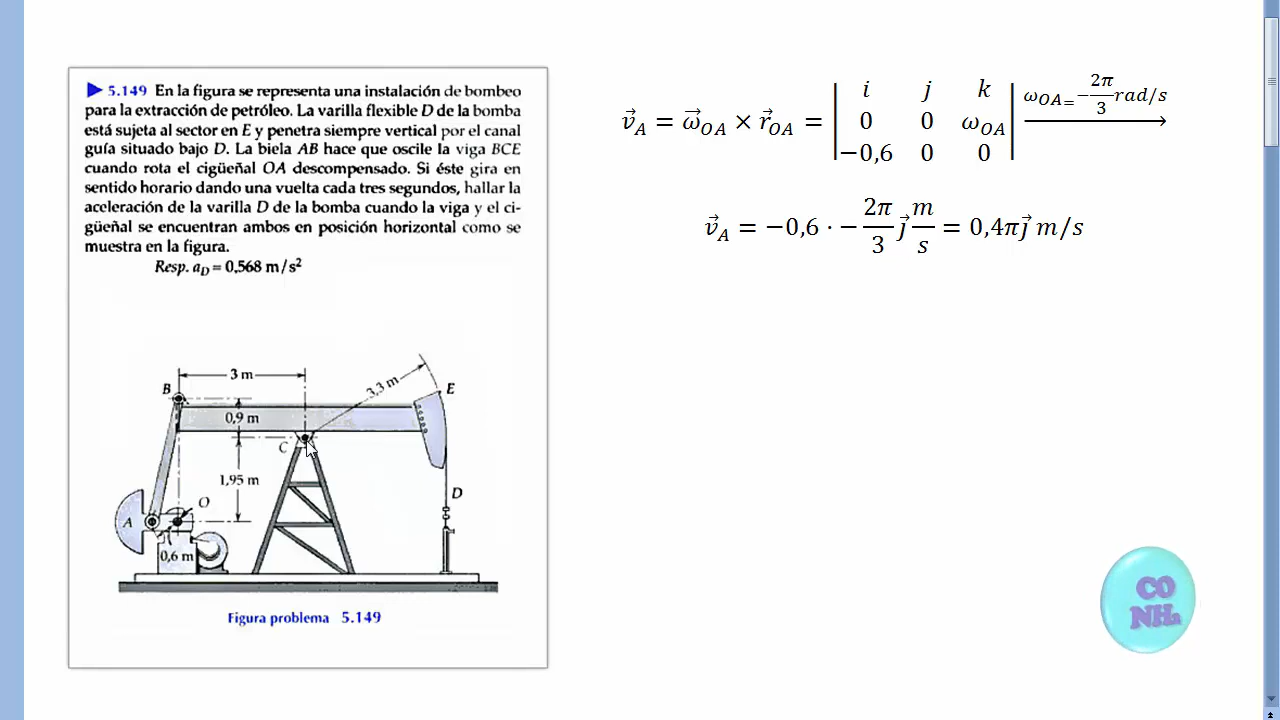 ▶ 5.149 En la figura se representa una instalación de bombeo
para la extracción de petróleo. La varilla flexible D de la bomba
está sujeta al sector en E y penetra siempre vertical por el canal
guía situado bajo D. La biela AB hace que oscile la viga BCE
cuando rota el cigüeñal OA descompensado. Si éste gira en
sentido horario dando una vuelta cada tres segundos, hallar la
aceleración de la varilla D de la bomba cuando la viga y el ci-
güeñal se encuentran ambos en posición horizontal como se
muestra en la figura.
Resp. a_D = 0,568 m/s²
3 m
B
3,3 m
E
0,9 m
C
1,95 m
D
O
A
0,6 m
Figura problema 5.149
v⃗_A = ω⃗_OA × r⃗_OA = | i j k |
| 0 0 ω_OA |
| −0,6 0 0 |
ω_OA= −2π/3 rad/s
v⃗_A = −0,6 · −2π/3 j⃗ m/s = 0,4πj⃗ m/s
CO
NH₂